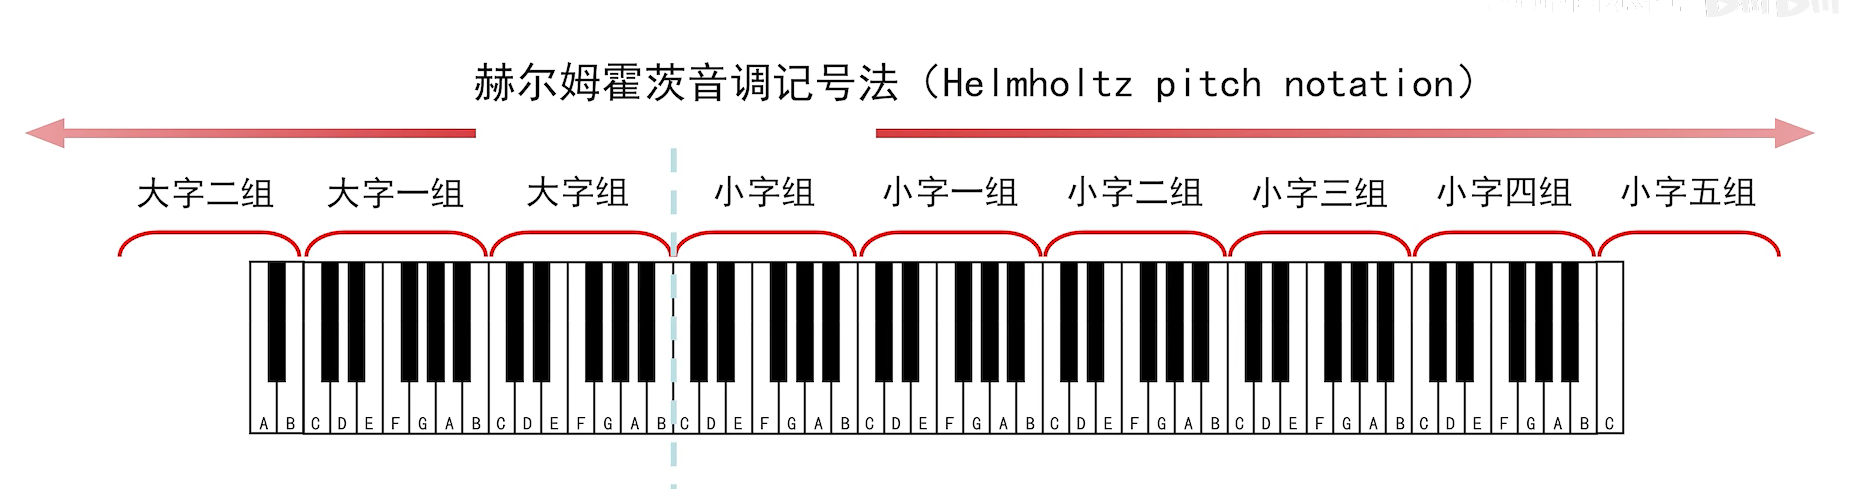 赫尔姆霍茨音调记号法（Helmholtz pitch notation）
大字二组 大字一组 大字组 小字组 小字一组 小字二组 小字三组 小字四组 小字五组
A B C D E F G A B C D E F G A B C D E F G A B C D E F G A B C D E F G A B C D E F G A B C D E F G A B C